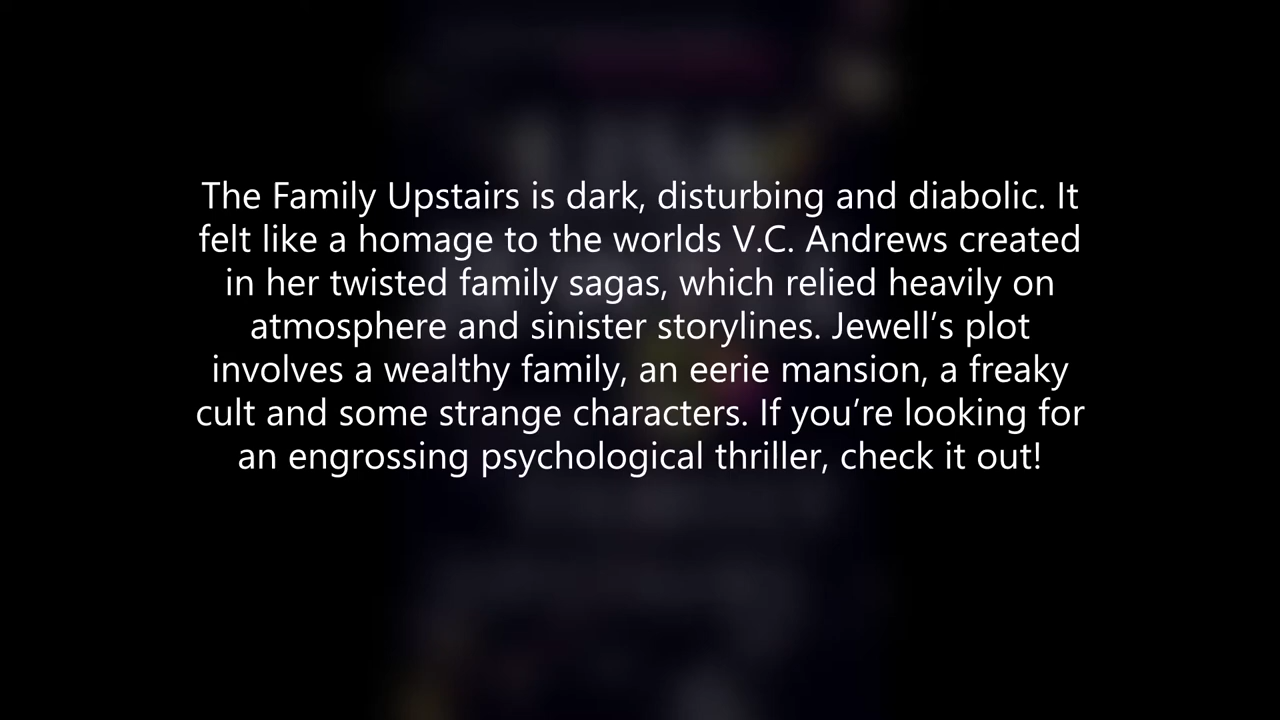 The Family Upstairs is dark, disturbing and diabolic. It
felt like a homage to the worlds V.C. Andrews created
in her twisted family sagas, which relied heavily on
atmosphere and sinister storylines. Jewell’s plot
involves a wealthy family, an eerie mansion, a freaky
cult and some strange characters. If you’re looking for
an engrossing psychological thriller, check it out!